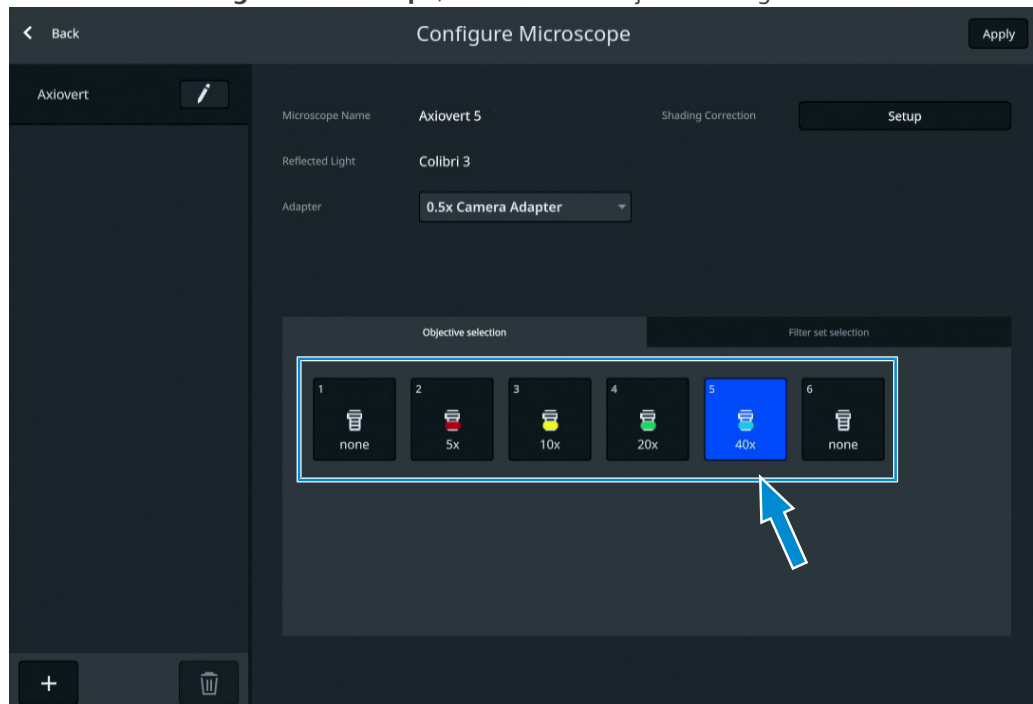 Back
Configure Microscope
Apply
Axiovert
Microscope Name Axiovert 5 Shading Correction Setup
Reflected Light Colibri 3
Adapter 0.5x Camera Adapter
Objective selection Filter set selection
1 2 3 4 5 6
none 5x 10x 20x 40x none
+